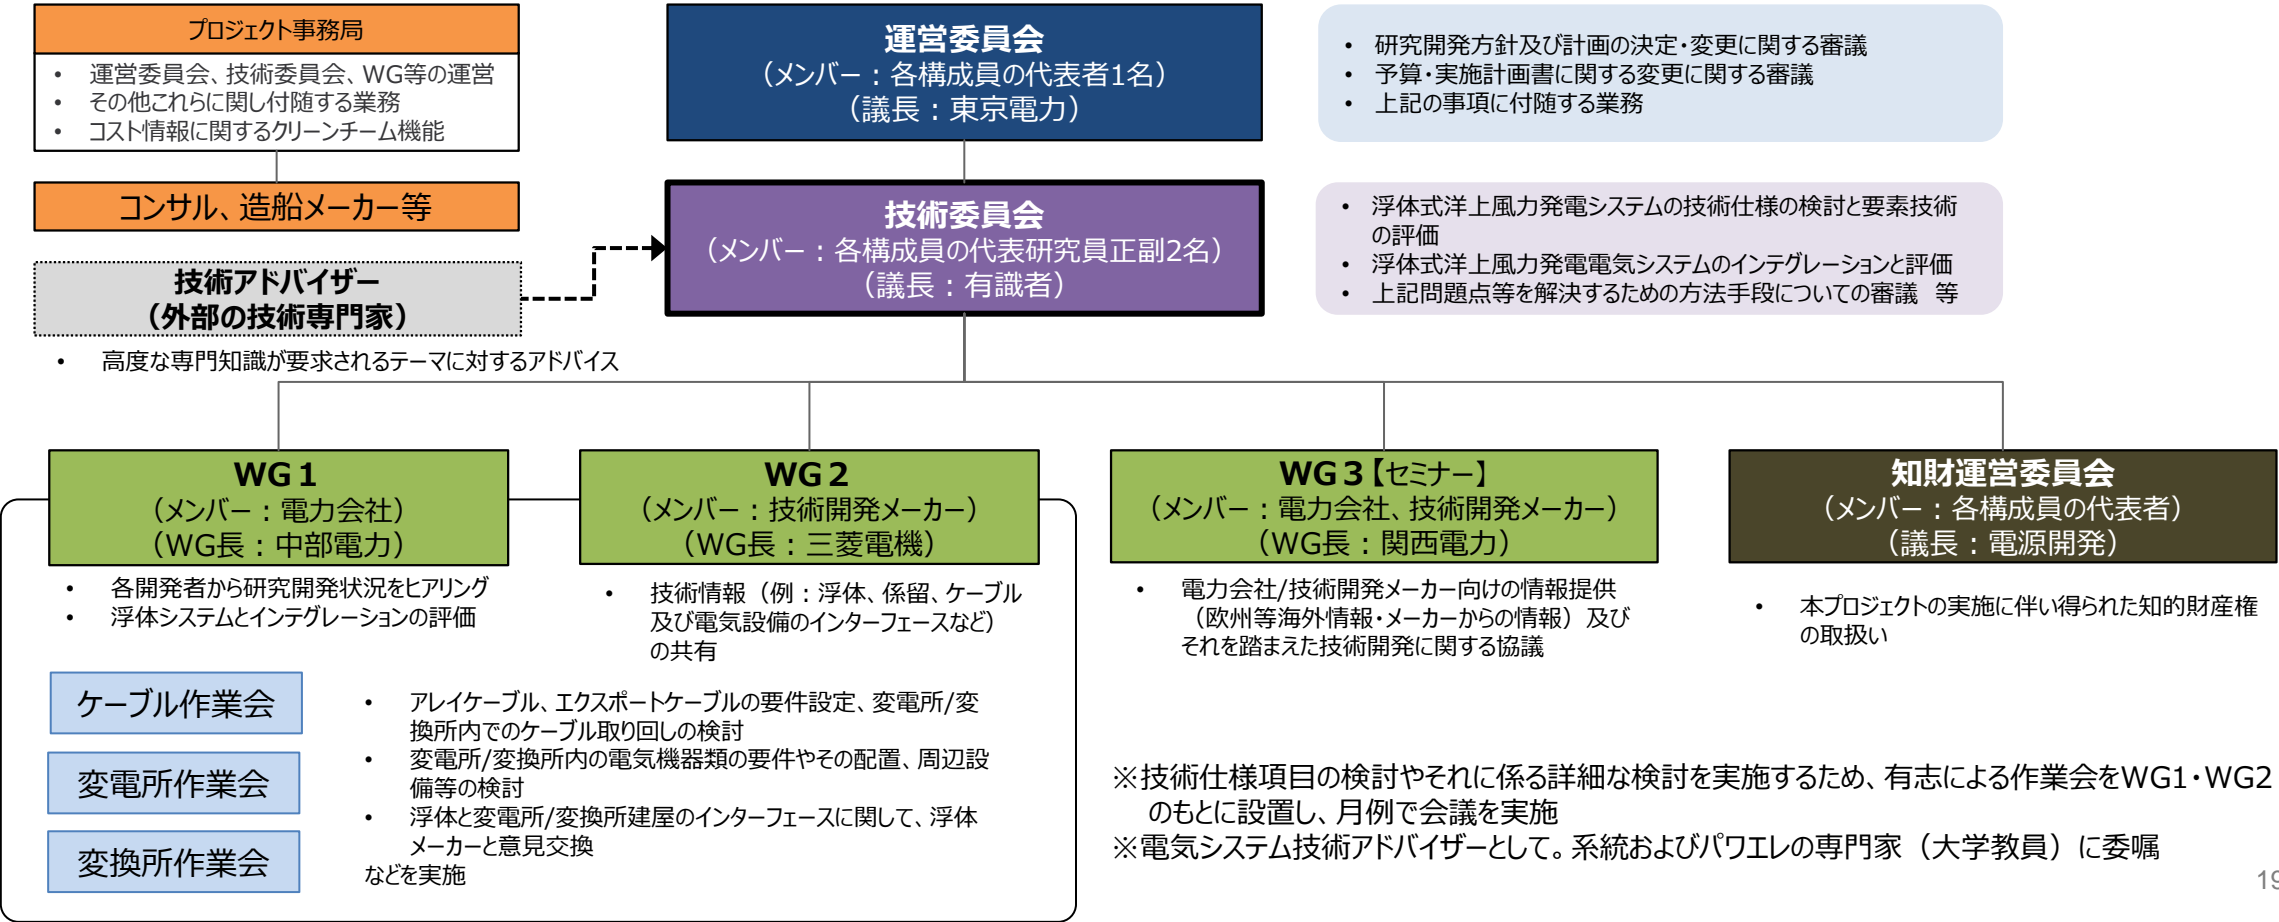 プロジェクト事務局
• 運営委員会、技術委員会、WG等の運営
• その他これらに関し付随する業務
• コスト情報に関するクリーンチーム機能
コンサル、造船メーカー等
技術アドバイザー
（外部の技術専門家）
• 高度な専門知識が要求されるテーマに対するアドバイス
運営委員会
（メンバー：各構成員の代表者1名）
（議長：東京電力）
• 研究開発方針及び計画の決定・変更に関する審議
• 予算・実施計画書に関する変更に関する審議
• 上記の事項に付随する業務
技術委員会
（メンバー：各構成員の代表研究員正副2名）
（議長：有識者）
• 浮体式洋上風力発電システムの技術仕様の検討と要素技術
の評価
• 浮体式洋上風力発電電気システムのインテグレーションと評価
• 上記問題点等を解決するための方法手段についての審議　等
WG１
（メンバー：電力会社）
（WG長：中部電力）
• 各開発者から研究開発状況をヒアリング
• 浮体システムとインテグレーションの評価
WG２
（メンバー：技術開発メーカー）
（WG長：三菱電機）
• 技術情報（例：浮体、係留、ケーブル
及び電気設備のインターフェースなど）
の共有
WG３【セミナー】
（メンバー：電力会社、技術開発メーカー）
（WG長：関西電力）
• 電力会社/技術開発メーカー向けの情報提供
（欧州等海外情報・メーカーからの情報）及び
それを踏まえた技術開発に関する協議
知財運営委員会
（メンバー：各構成員の代表者）
（議長：電源開発）
• 本プロジェクトの実施に伴い得られた知的財産権
の取扱い
ケーブル作業会
変電所作業会
変換所作業会
• アレイケーブル、エクスポートケーブルの要件設定、変電所/変
換所内でのケーブル取り回しの検討
• 変電所/変換所内の電気機器類の要件やその配置、周辺設
備等の検討
• 浮体と変電所/変換所建屋のインターフェースに関して、浮体
メーカーと意見交換
などを実施
※技術仕様項目の検討やそれに係る詳細な検討を実施するため、有志による作業会をWG1・WG2
のもとに設置し、月例で会議を実施
※電気システム技術アドバイザーとして。系統およびパワエレの専門家（大学教員）に委嘱
19